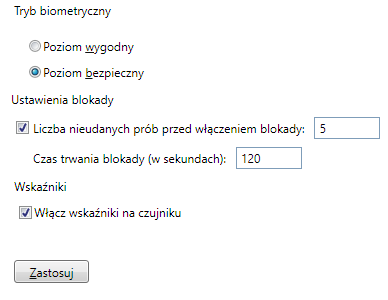 Tryb biometryczny
Poziom wygodny
Poziom bezpieczny
Ustawienia blokady
Liczba nieudanych prób przed włączeniem blokady: 5
Czas trwania blokady (w sekundach): 120
Wskaźniki
Włącz wskaźniki na czujniku
Zastosuj